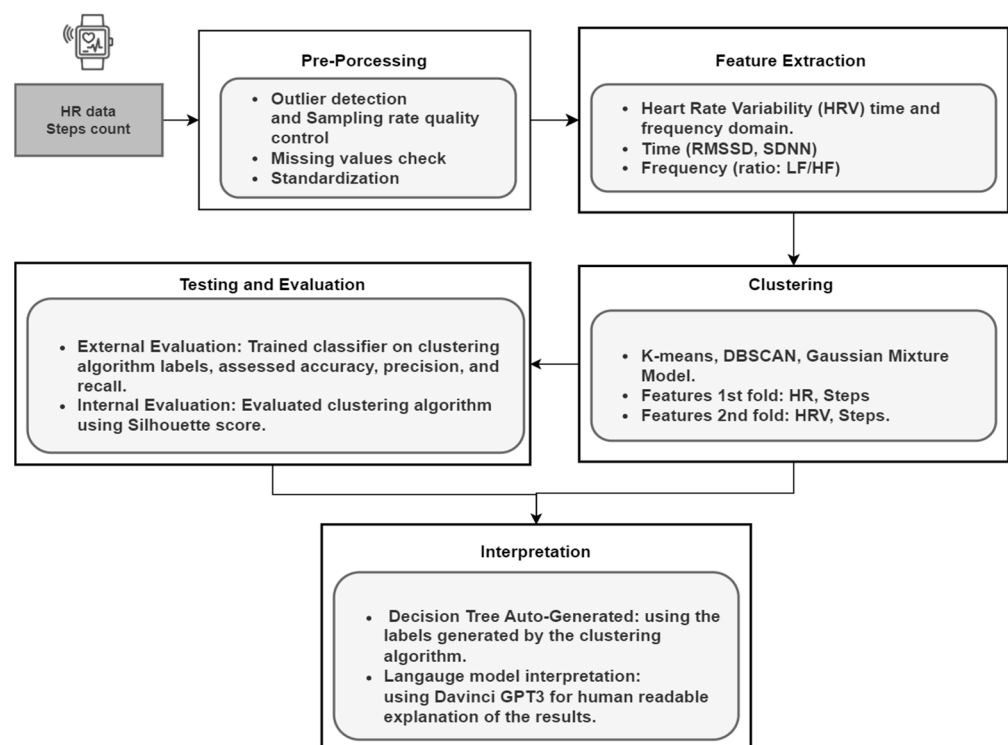 HR data
Steps count
Pre-Porcessing
• Outlier detection
and Sampling rate quality
control
• Missing values check
• Standardization
Feature Extraction
• Heart Rate Variability (HRV) time and
frequency domain.
• Time (RMSSD, SDNN)
• Frequency (ratio: LF/HF)
Testing and Evaluation
• External Evaluation: Trained classifier on clustering
algorithm labels, assessed accuracy, precision, and
recall.
• Internal Evaluation: Evaluated clustering algorithm
using Silhouette score.
Clustering
• K-means, DBSCAN, Gaussian Mixture
Model.
• Features 1st fold: HR, Steps
• Features 2nd fold: HRV, Steps.
Interpretation
• Decision Tree Auto-Generated: using the
labels generated by the clustering
algorithm.
• Langauge model interpretation:
using Davinci GPT3 for human readable
explanation of the results.